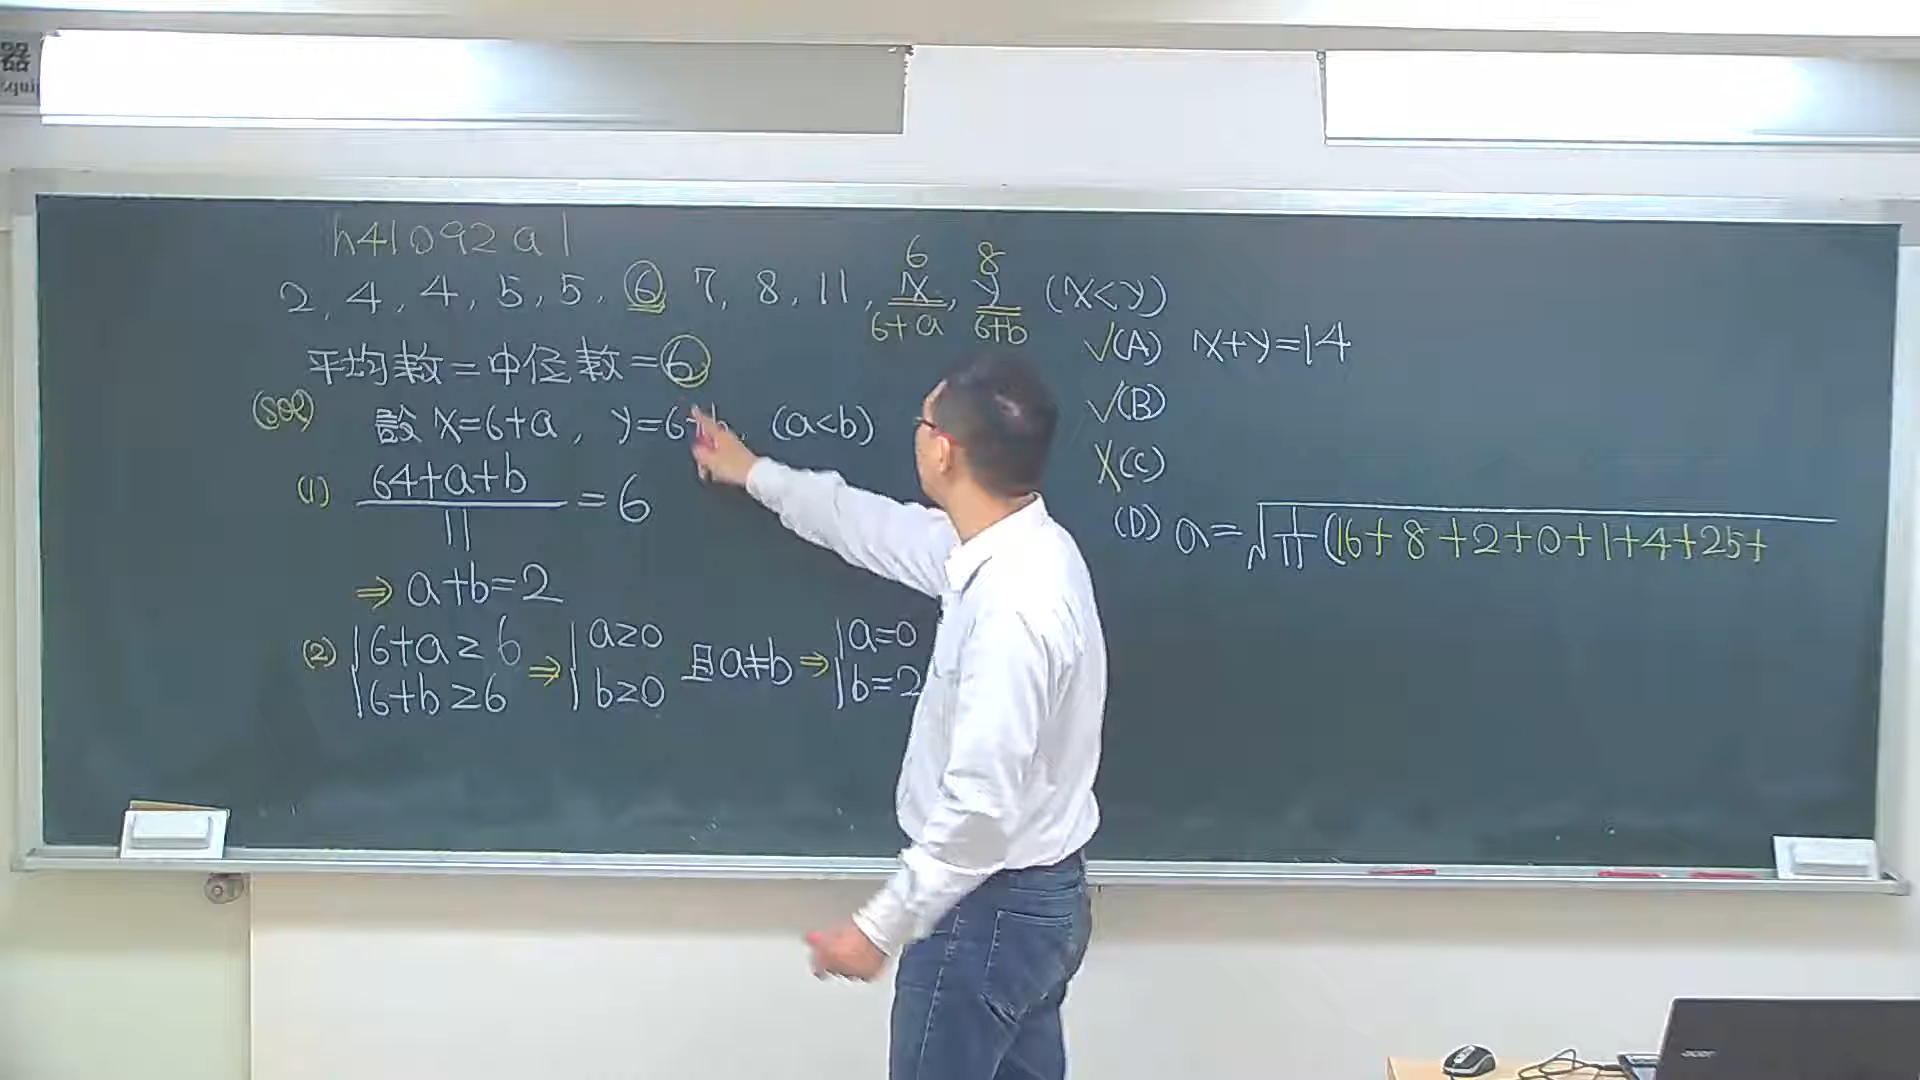 h41092a1
6 8
2, 4, 4, 5, 5, 6, 7, 8, 11, x, y (x<y)
6+a 6+b
平均數=中位數=6
(sol) 設 x=6+a, y=6+b, (a<b)
(1) 64+a+b / 11 = 6
⇒ a+b=2
(2) 6+a≥6 6+b≥6 ⇒ a≥0 b≥0 且a≠b ⇒ a=0 b=2
✓(A) x+y=14
✓(B)
X(C)
(D) σ=√1/11(16+8+2+0+1+4+25+
acer